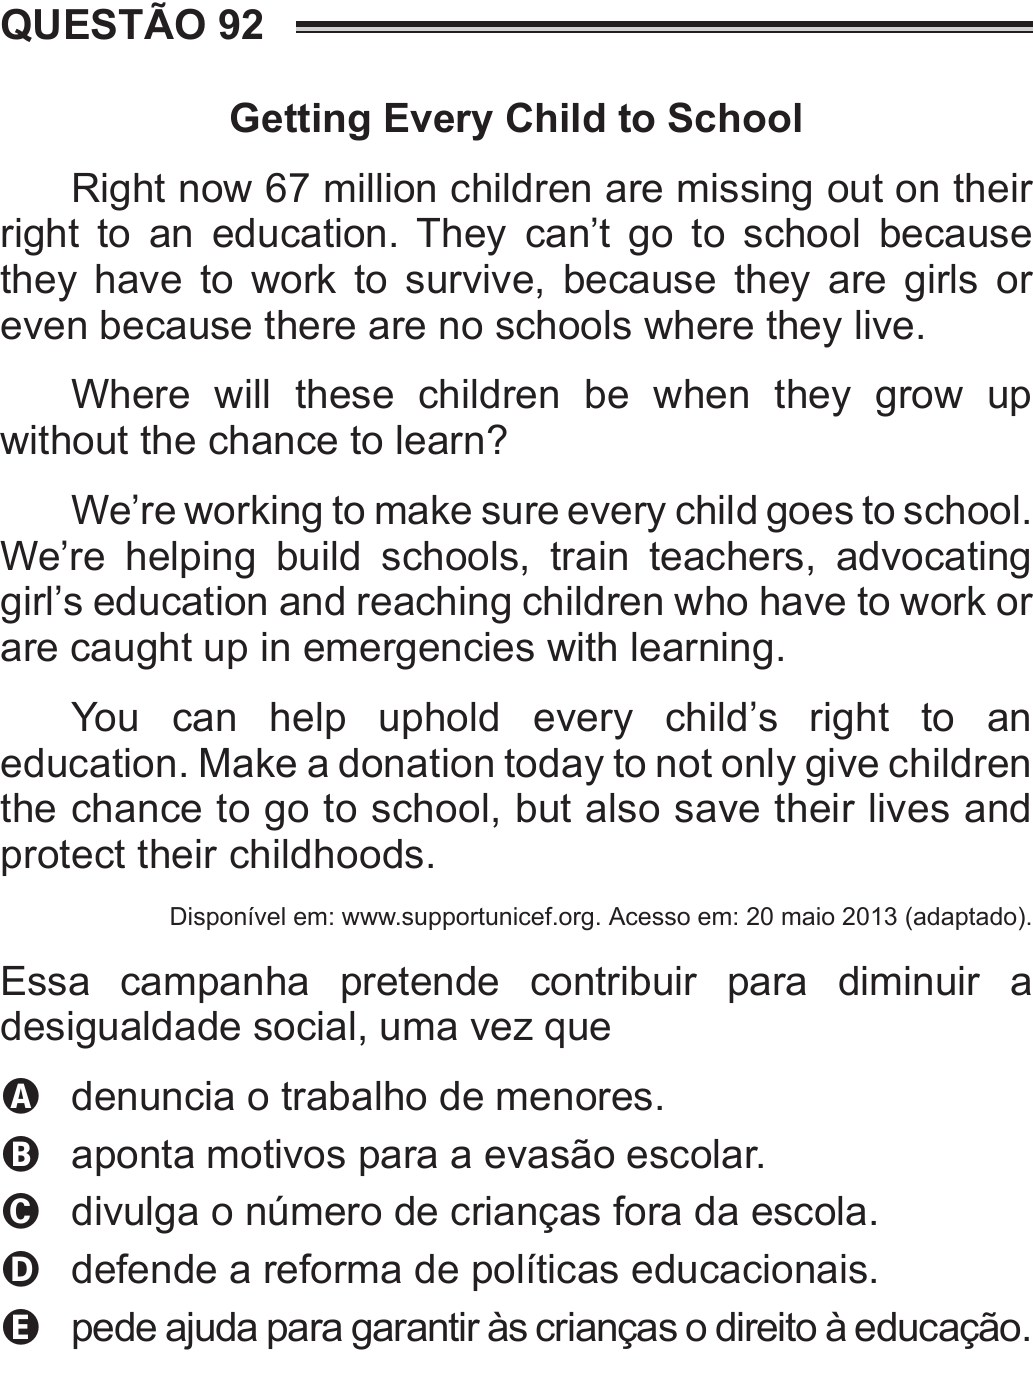 QUESTÃO 92
Getting Every Child to School
Right now 67 million children are missing out on their
right to an education. They can’t go to school because
they have to work to survive, because they are girls or
even because there are no schools where they live.
Where will these children be when they grow up
without the chance to learn?
We’re working to make sure every child goes to school.
We’re helping build schools, train teachers, advocating
girl’s education and reaching children who have to work or
are caught up in emergencies with learning.
You can help uphold every child’s right to an
education. Make a donation today to not only give children
the chance to go to school, but also save their lives and
protect their childhoods.
Disponível em: www.supportunicef.org. Acesso em: 20 maio 2013 (adaptado).
Essa campanha pretende contribuir para diminuir a
desigualdade social, uma vez que
A denuncia o trabalho de menores.
B aponta motivos para a evasão escolar.
C divulga o número de crianças fora da escola.
D defende a reforma de políticas educacionais.
E pede ajuda para garantir às crianças o direito à educação.